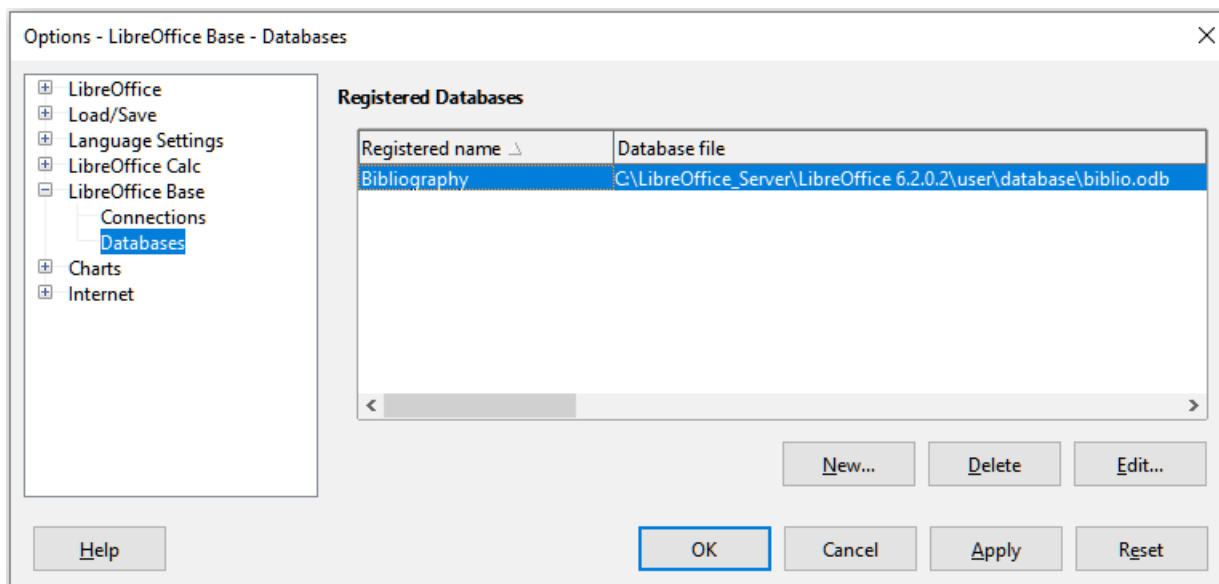 Options - LibreOffice Base - Databases
LibreOffice
Load/Save
Language Settings
LibreOffice Calc
LibreOffice Base
Connections
Databases
Charts
Internet
Registered Databases
Registered name Database file
Bibliography C:\LibreOffice_Server\LibreOffice 6.2.0.2\user\database\biblio.odb
New... Delete Edit...
Help OK Cancel Apply Reset